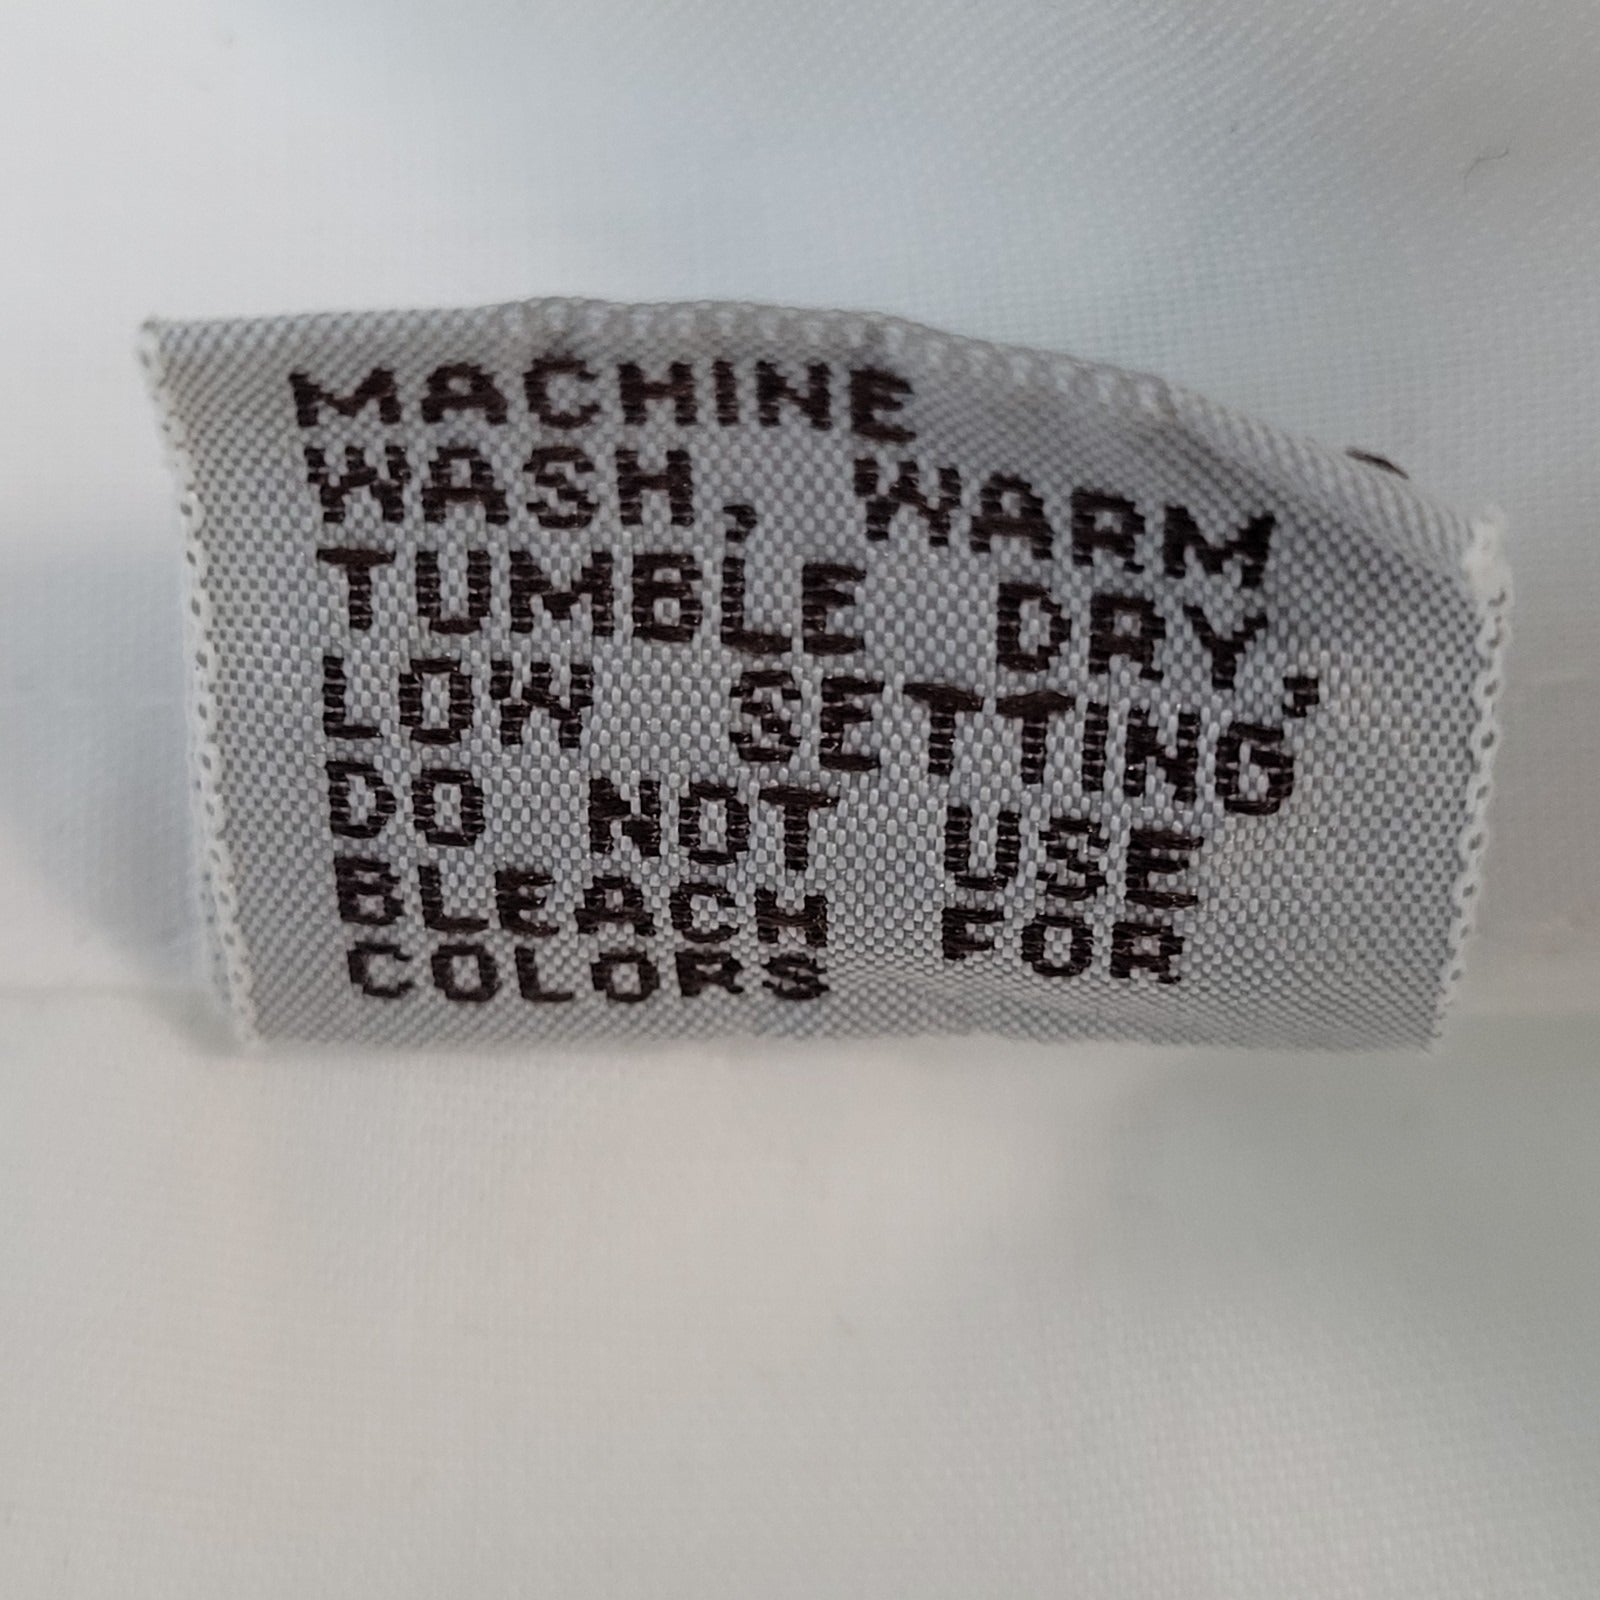 MACHINE
WASH, WARM
TUMBLE DRY,
LOW SETTING,
DO NOT USE
BLEACH FOR
COLORS